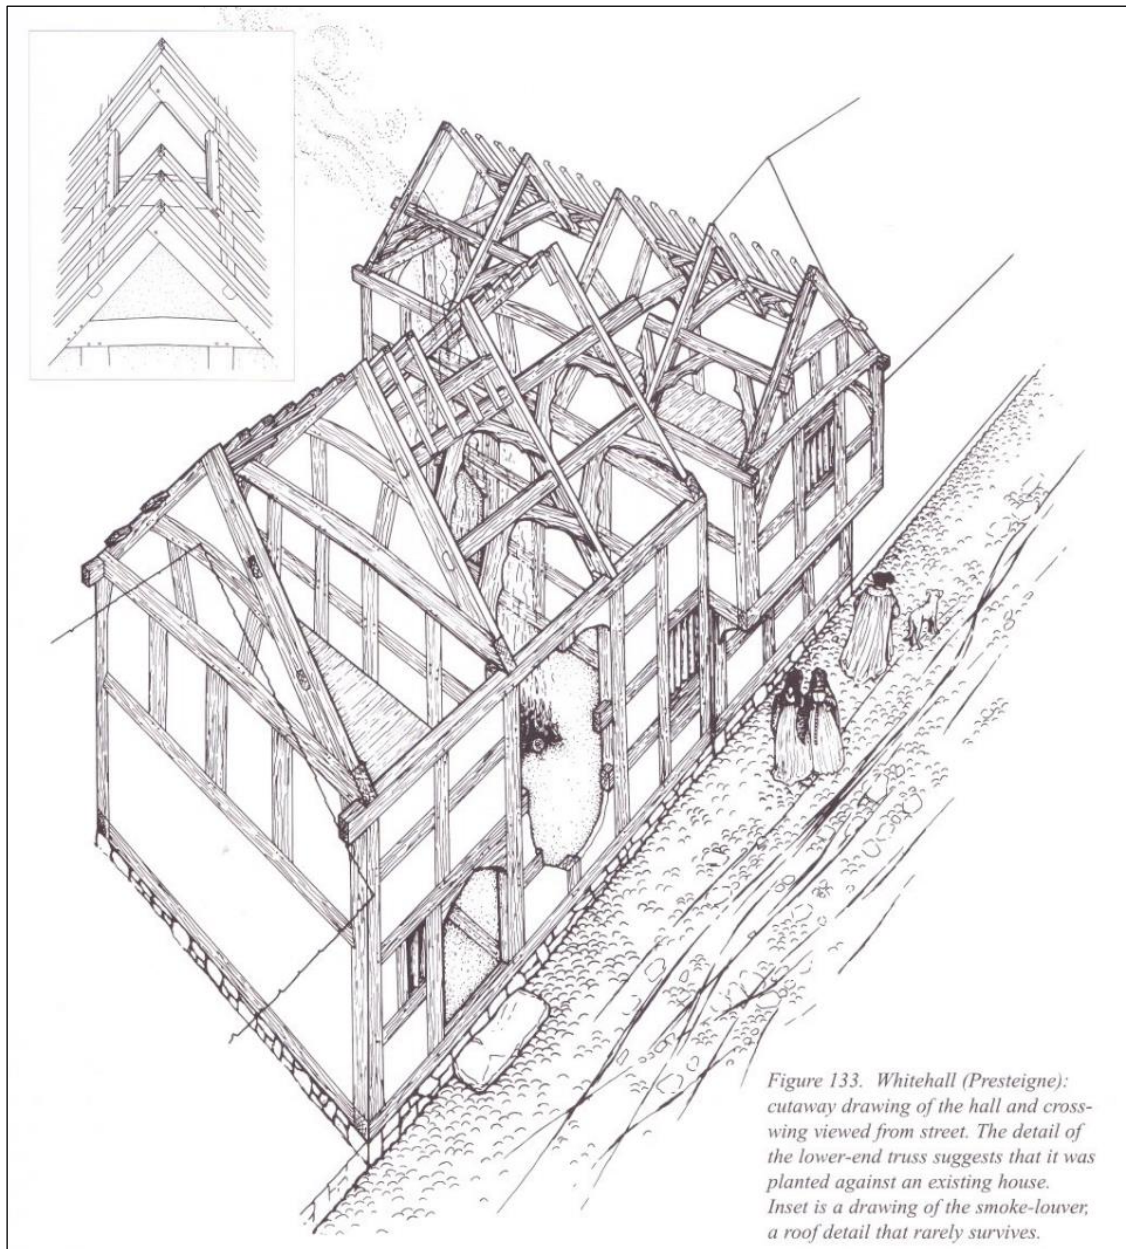 Figure 133. Whitehall (Presteigne):
cutaway drawing of the hall and cross-
wing viewed from street. The detail of
the lower-end truss suggests that it was
planted against an existing house.
Inset is a drawing of the smoke-louver,
a roof detail that rarely survives.